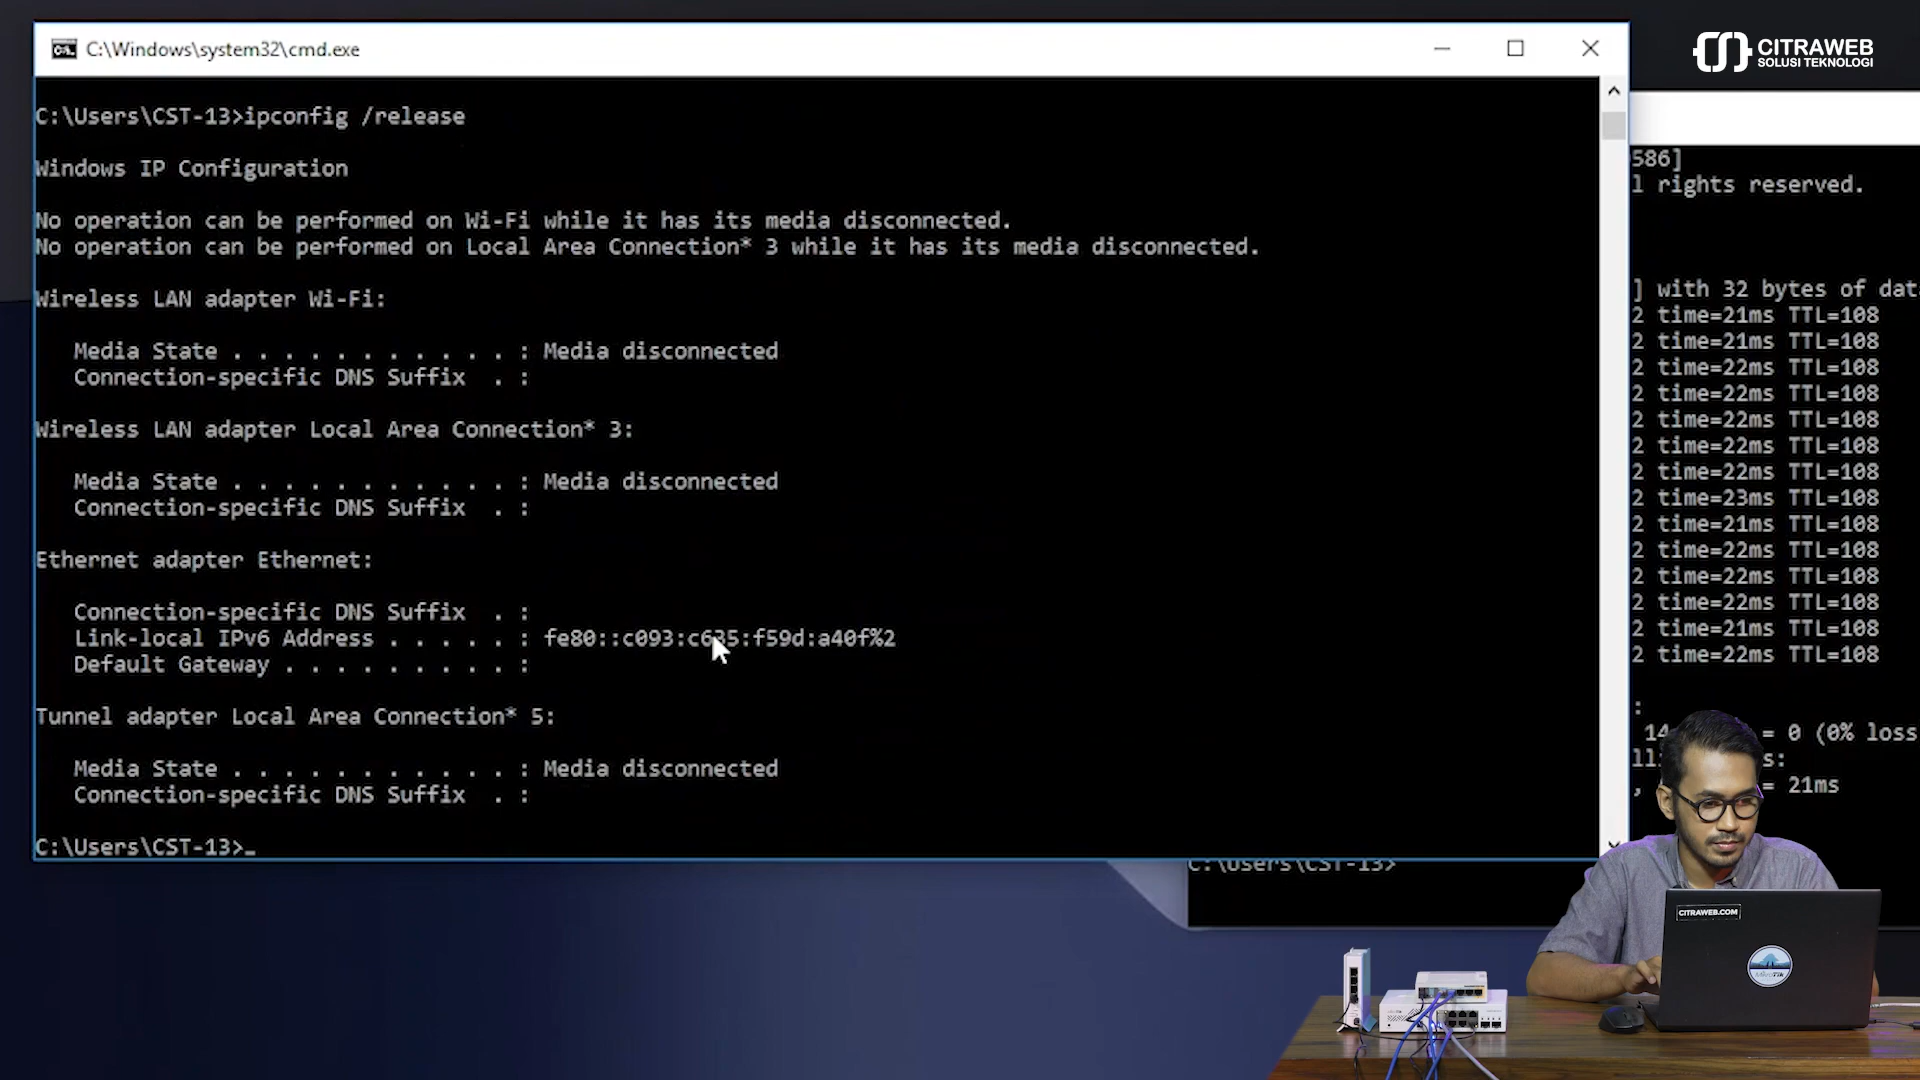 C:\Windows\system32\cmd.exe
CITRAWEB
SOLUSI TEKNOLOGI
C:\Users\CST-13>ipconfig /release
Windows IP Configuration
No operation can be performed on Wi-Fi while it has its media disconnected.
No operation can be performed on Local Area Connection* 3 while it has its media disconnected.
Wireless LAN adapter Wi-Fi:
Media State . . . . . . . . . . . : Media disconnected
Connection-specific DNS Suffix . :
Wireless LAN adapter Local Area Connection* 3:
Media State . . . . . . . . . . . : Media disconnected
Connection-specific DNS Suffix . :
Ethernet adapter Ethernet:
Connection-specific DNS Suffix . :
Link-local IPv6 Address . . . . . : fe80::c093:c635:f59d:a40f%2
Default Gateway . . . . . . . . . :
Tunnel adapter Local Area Connection* 5:
Media State . . . . . . . . . . . : Media disconnected
Connection-specific DNS Suffix . :
C:\Users\CST-13>_
586]
l rights reserved.
] with 32 bytes of dat
2 time=21ms TTL=108
2 time=21ms TTL=108
2 time=22ms TTL=108
2 time=22ms TTL=108
2 time=22ms TTL=108
2 time=22ms TTL=108
2 time=22ms TTL=108
2 time=23ms TTL=108
2 time=21ms TTL=108
2 time=22ms TTL=108
2 time=22ms TTL=108
2 time=22ms TTL=108
2 time=21ms TTL=108
2 time=22ms TTL=108
:
14 = 0 (0% loss
s:
, = 21ms
C:\Users\CST-13>
CITRAWEB.COM
MikroTik